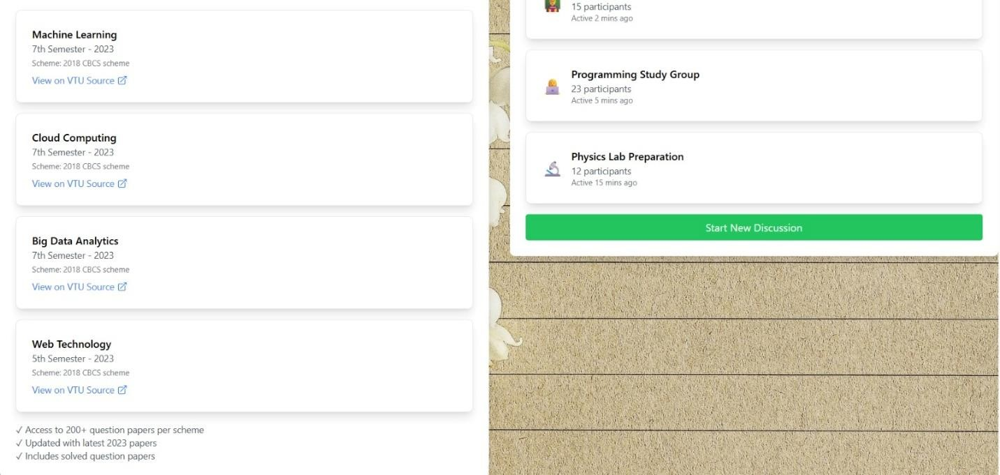 Machine Learning
7th Semester - 2023
Scheme: 2018 CBCS scheme
View on VTU Source
Cloud Computing
7th Semester - 2023
Scheme: 2018 CBCS scheme
View on VTU Source
Big Data Analytics
7th Semester - 2023
Scheme: 2018 CBCS scheme
View on VTU Source
Web Technology
5th Semester - 2023
Scheme: 2018 CBCS scheme
View on VTU Source
✓ Access to 200+ question papers per scheme
✓ Updated with latest 2023 papers
✓ Includes solved question papers
15 participants
Active 2 mins ago
Programming Study Group
23 participants
Active 5 mins ago
Physics Lab Preparation
12 participants
Active 15 mins ago
Start New Discussion